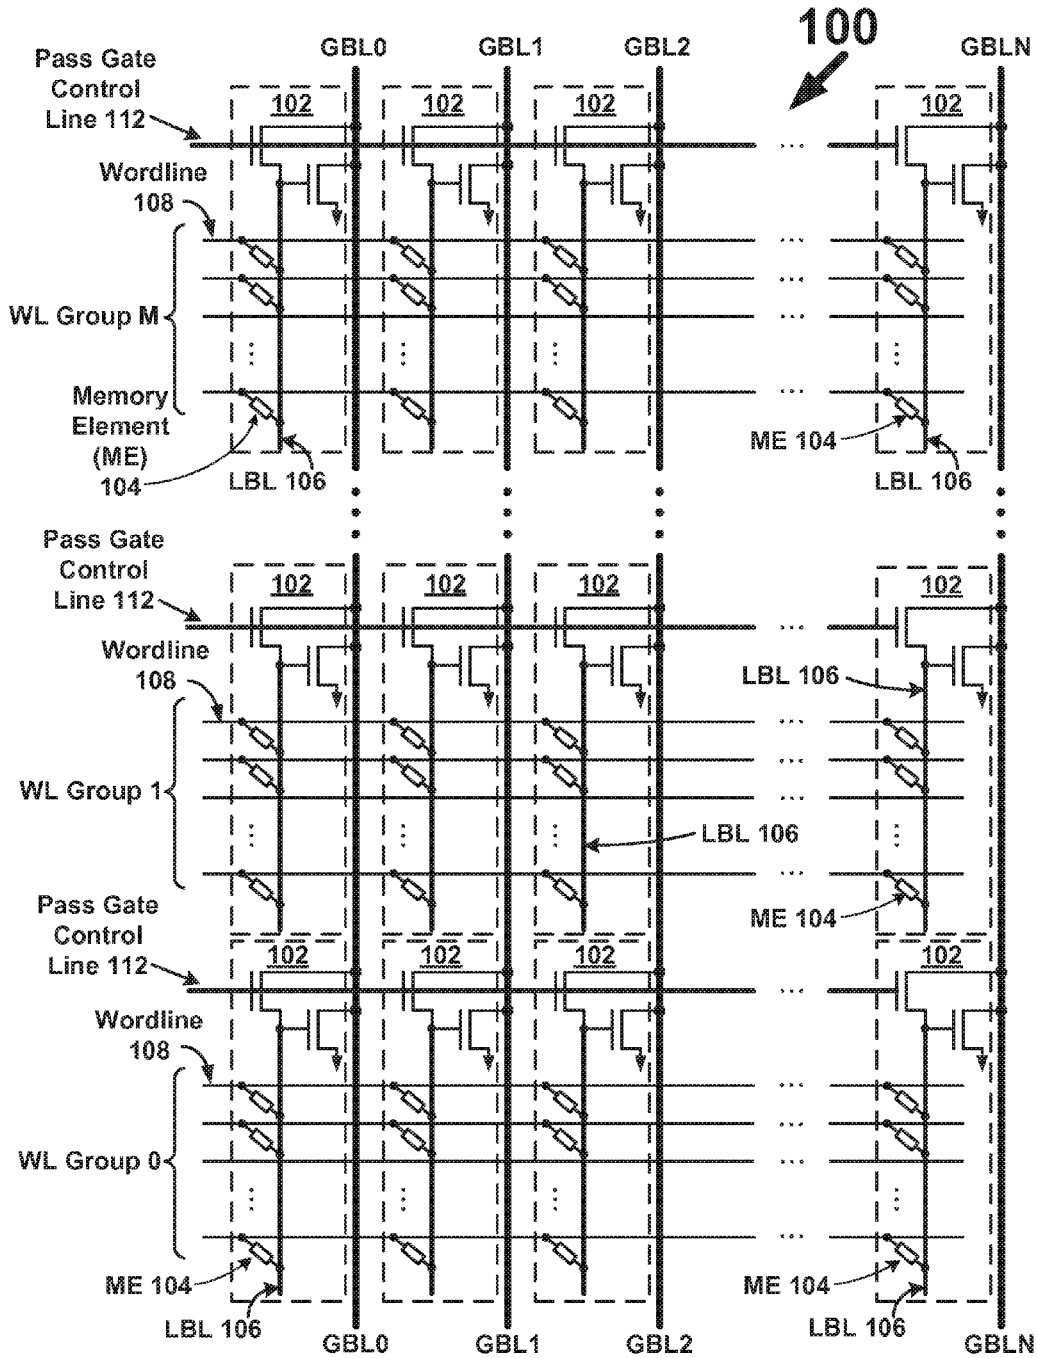 100
GBL0 GBL1 GBL2 GBLN
Pass Gate
Control
Line 112
102 102 102 102
Wordline
108
... ...
WL Group M
Memory
Element
(ME)
104
LBL 106
ME 104
LBL 106
Pass Gate
Control
Line 112
102 102 102 102
Wordline
108
LBL 106
WL Group 1
LBL 106
ME 104
Pass Gate
Control
Line 112
102 102 102 102
Wordline
108
WL Group 0
ME 104
LBL 106
ME 104
LBL 106
GBL0 GBL1 GBL2 GBLN